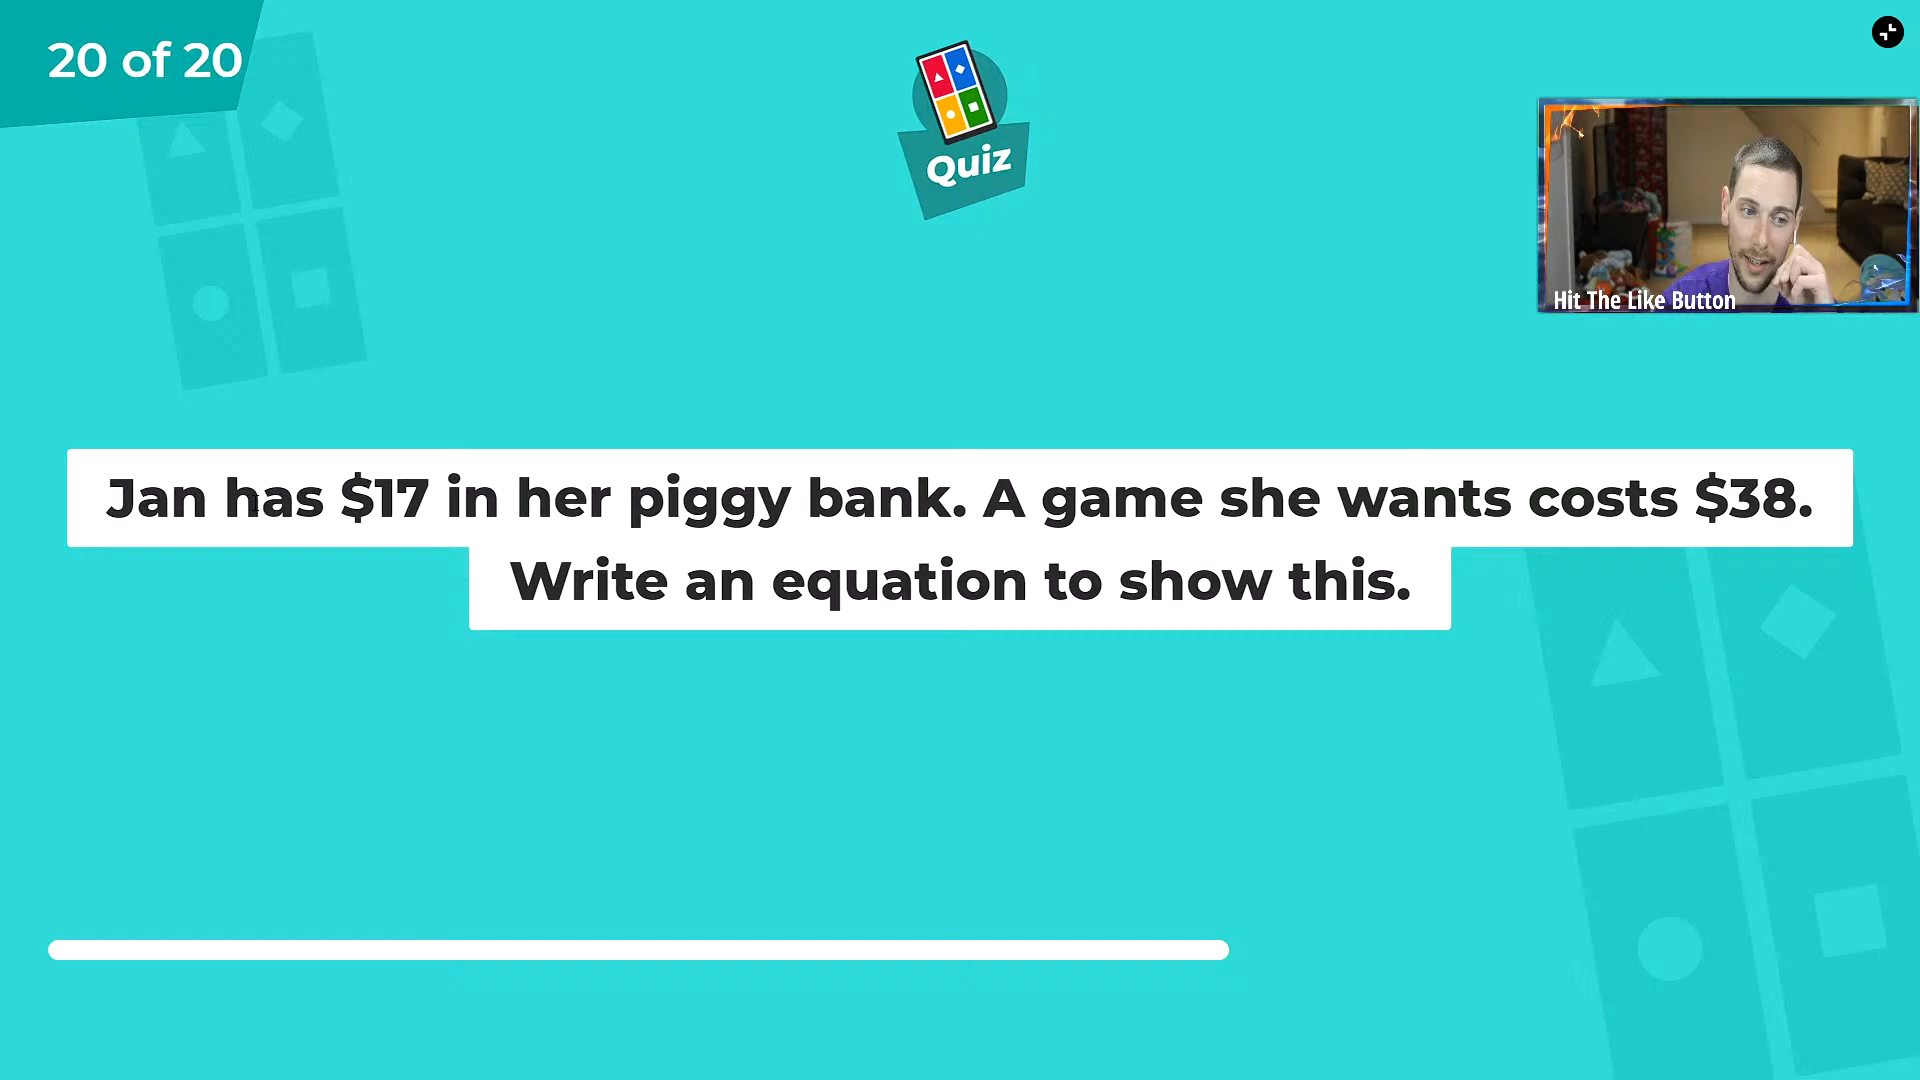 20 of 20
Quiz
Hit The Like Button
Jan has $17 in her piggy bank. A game she wants costs $38.
Write an equation to show this.